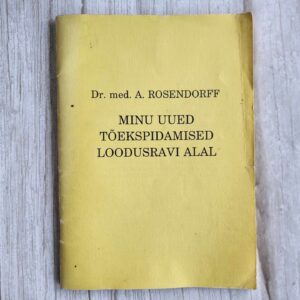 Dr. med. A. ROSENDORFF
MINU UUED
TÕEKSPIDAMISED
LOODUSRAVI ALAL